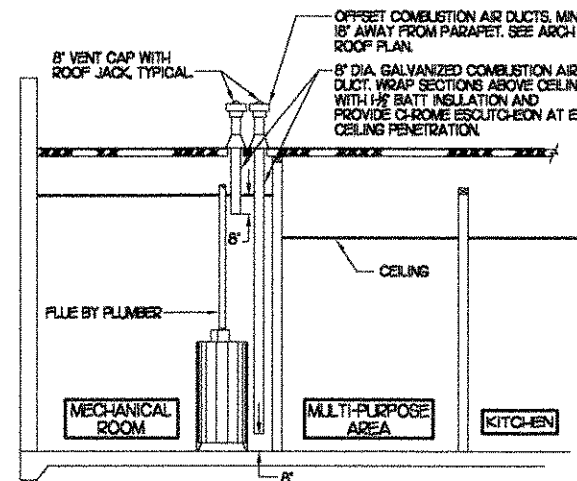 OFFSET COMBUSTION AIR DUCTS. MIN
18" AWAY FROM PARAPET. SEE ARCH
ROOF PLAN.
8" VENT CAP WITH
ROOF JACK, TYPICAL.
8" DIA. GALVANIZED COMBUSTION AIR
DUCT. WRAP SECTIONS ABOVE CEILIN
WITH 1½" BATT INSULATION AND
PROVIDE CHROME ESCUTCHEON AT E
CEILING PENETRATION.
8"
CEILING
FLUE BY PLUMBER
MECHANICAL
ROOM
MULTI-PURPOSE
AREA
KITCHEN
8"